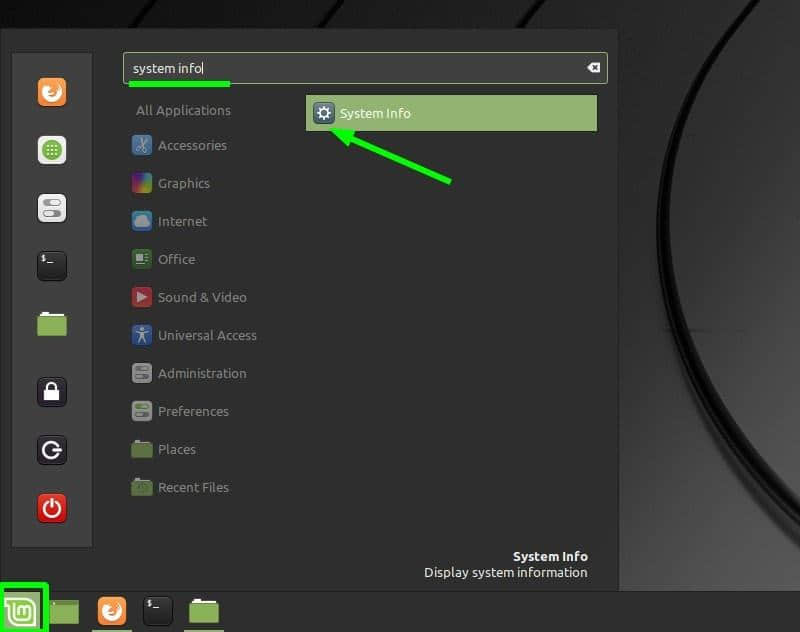 system info
All Applications
System Info
Accessories
Graphics
Internet
Office
Sound & Video
Universal Access
Administration
Preferences
Places
Recent Files
System Info
Display system information
$_
$_